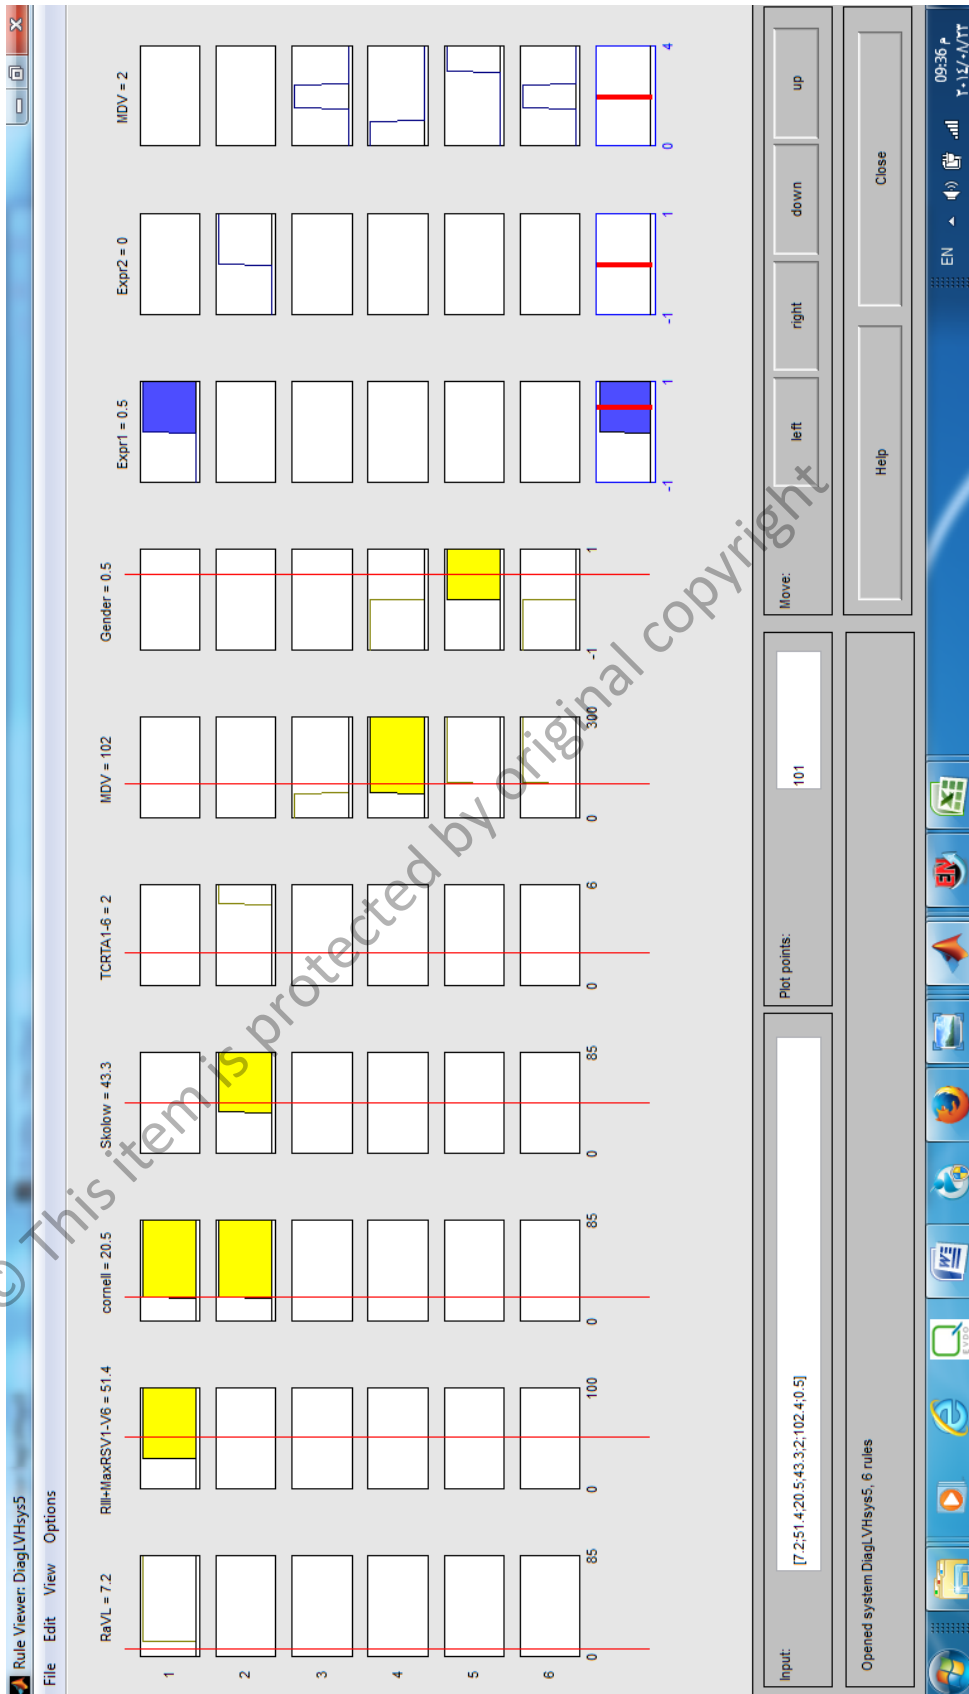 Rule Viewer: DiagLVHsys5
File Edit View Options
RaVL = 7.2 RIII+MaxRSV1-V6 = 51.4 cornell = 20.5 Skolow = 43.3 TCRTA1-6 = 2 MDV = 102 Gender = 0.5 Expr1 = 0.5 Expr2 = 0 MDV = 2
1
2
3
4
5
6
0 85 0 100 0 85 0 85 0 6 0 300 -1 1
-1 1 -1 1 0 4
Input: [7.2;51.4;20.5;43.3;2;102.4;0.5] Plot points: 101 Move: left right down up
Opened system DiagLVHsys5, 6 rules Help Close
EN 09:36 م
٢٠١٤/٠٨/٢٣
© This item is protected by original copyright